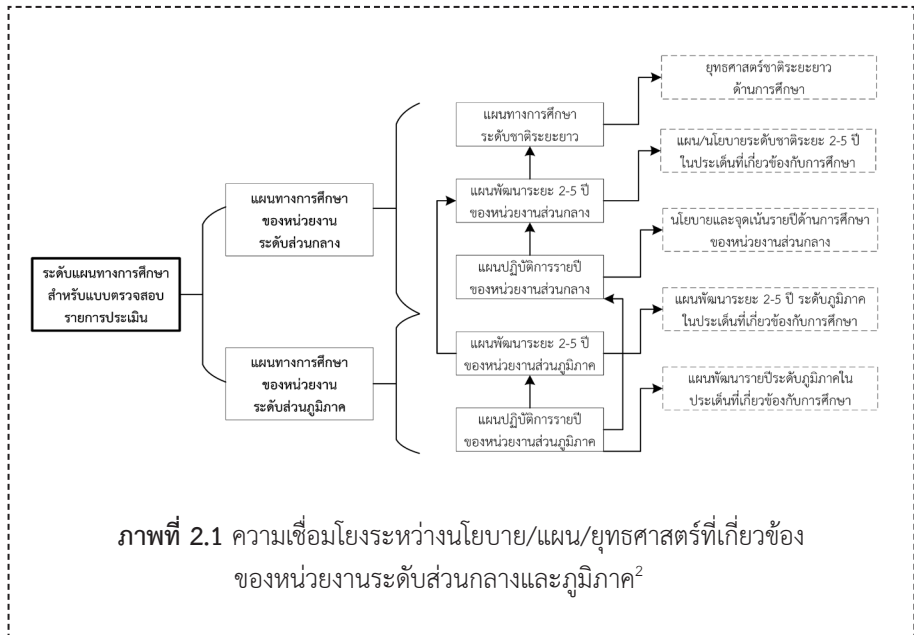 ระดับแผนทางการศึกษา
สำหรับแบบตรวจสอบ
รายการประเมิน
แผนทางการศึกษา
ของหน่วยงาน
ระดับส่วนกลาง
แผนทางการศึกษา
ของหน่วยงาน
ระดับส่วนภูมิภาค
แผนทางการศึกษา
ระดับชาติระยะยาว
แผนพัฒนาระยะ 2-5 ปี
ของหน่วยงานส่วนกลาง
แผนปฏิบัติการรายปี
ของหน่วยงานส่วนกลาง
แผนพัฒนาระยะ 2-5 ปี
ของหน่วยงานส่วนภูมิภาค
แผนปฏิบัติการรายปี
ของหน่วยงานส่วนภูมิภาค
ยุทธศาสตร์ชาติระยะยาว
ด้านการศึกษา
แผน/นโยบายระดับชาติระยะ 2-5 ปี
ในประเด็นที่เกี่ยวข้องกับการศึกษา
นโยบายและจุดเน้นรายปีด้านการศึกษา
ของหน่วยงานส่วนกลาง
แผนพัฒนาระยะ 2-5 ปี ระดับภูมิภาค
ในประเด็นที่เกี่ยวข้องกับการศึกษา
แผนพัฒนารายปีระดับภูมิภาคใน
ประเด็นที่เกี่ยวข้องกับการศึกษา
ภาพที่ 2.1 ความเชื่อมโยงระหว่างนโยบาย/แผน/ยุทธศาสตร์ที่เกี่ยวข้อง
ของหน่วยงานระดับส่วนกลางและภูมิภาค²